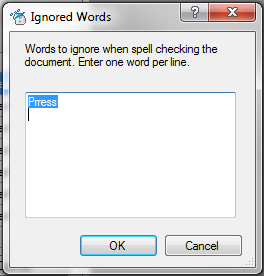 Ignored Words
Words to ignore when spell checking the
document. Enter one word per line.
Prress
OK
Cancel